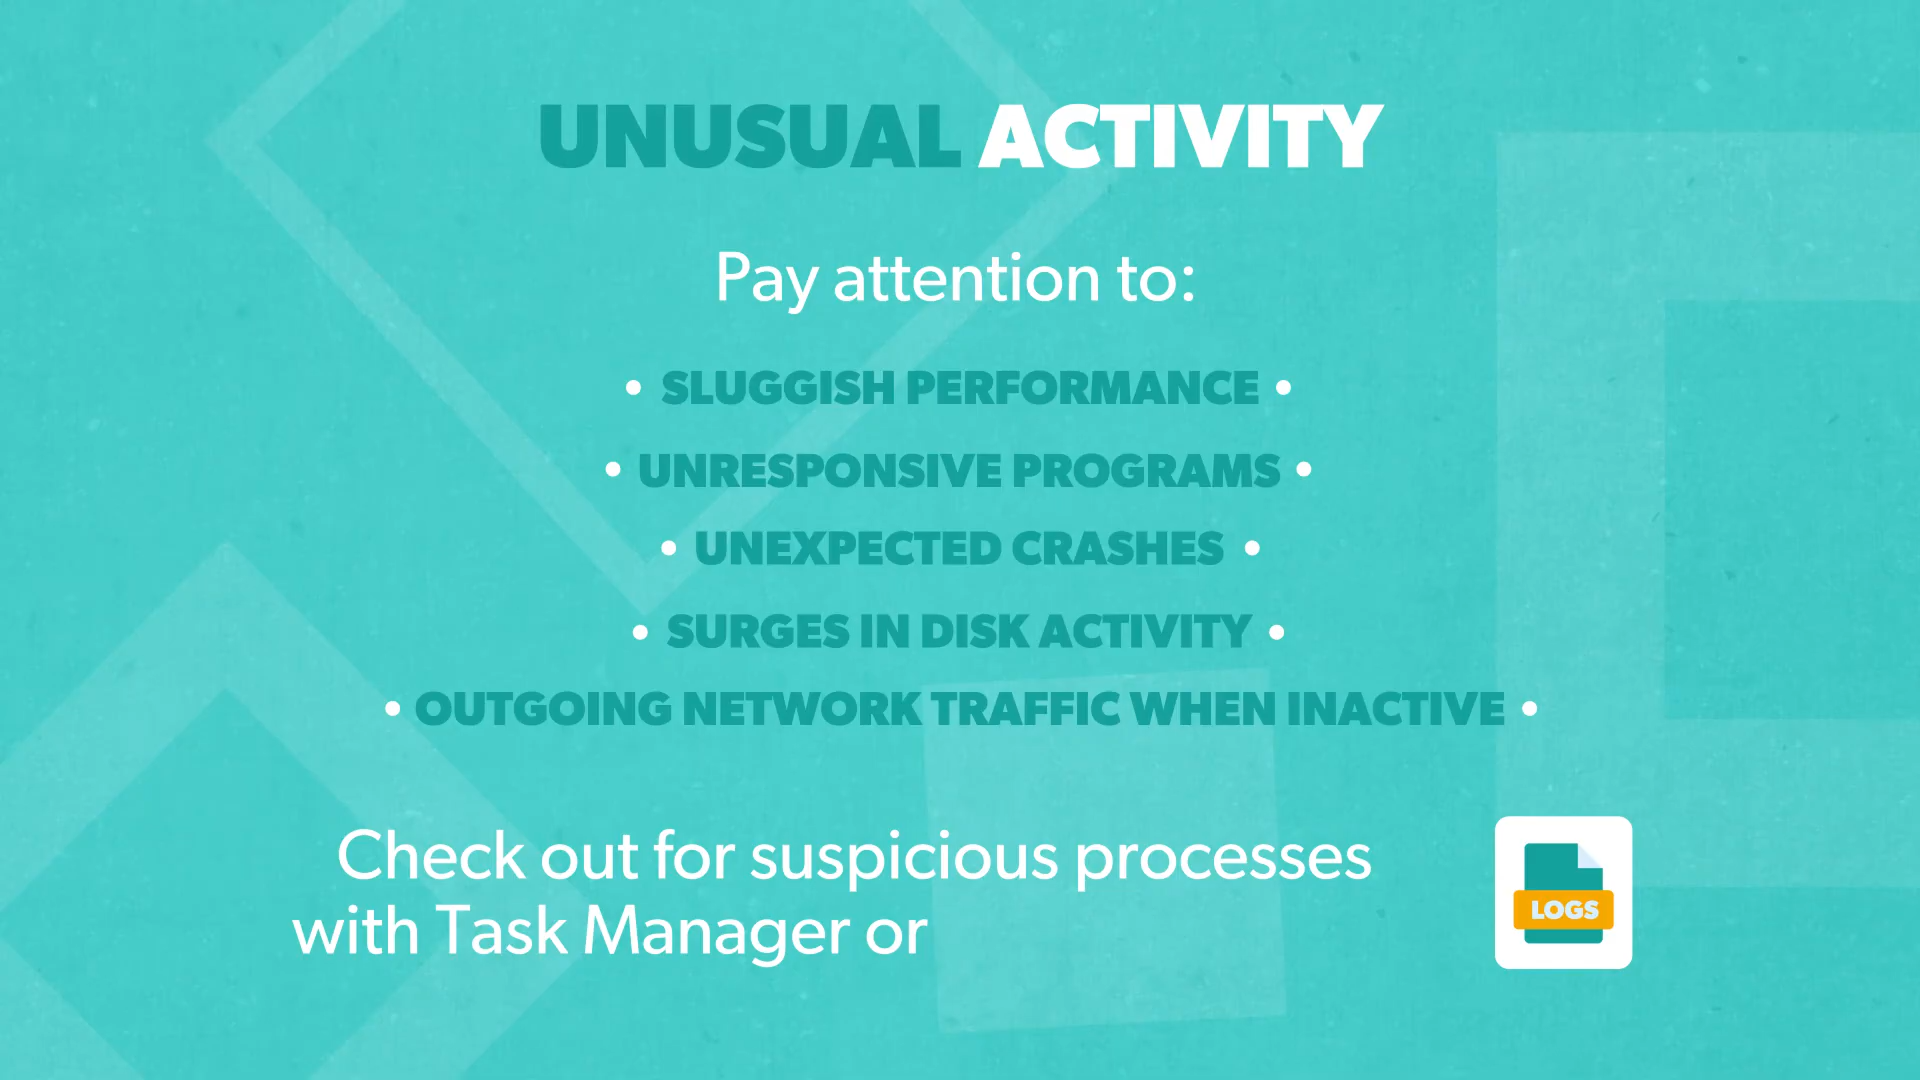 UNUSUAL ACTIVITY
Pay attention to:
• SLUGGISH PERFORMANCE •
• UNRESPONSIVE PROGRAMS •
• UNEXPECTED CRASHES •
• SURGES IN DISK ACTIVITY •
• OUTGOING NETWORK TRAFFIC WHEN INACTIVE •
Check out for suspicious processes
with Task Manager or
LOGS